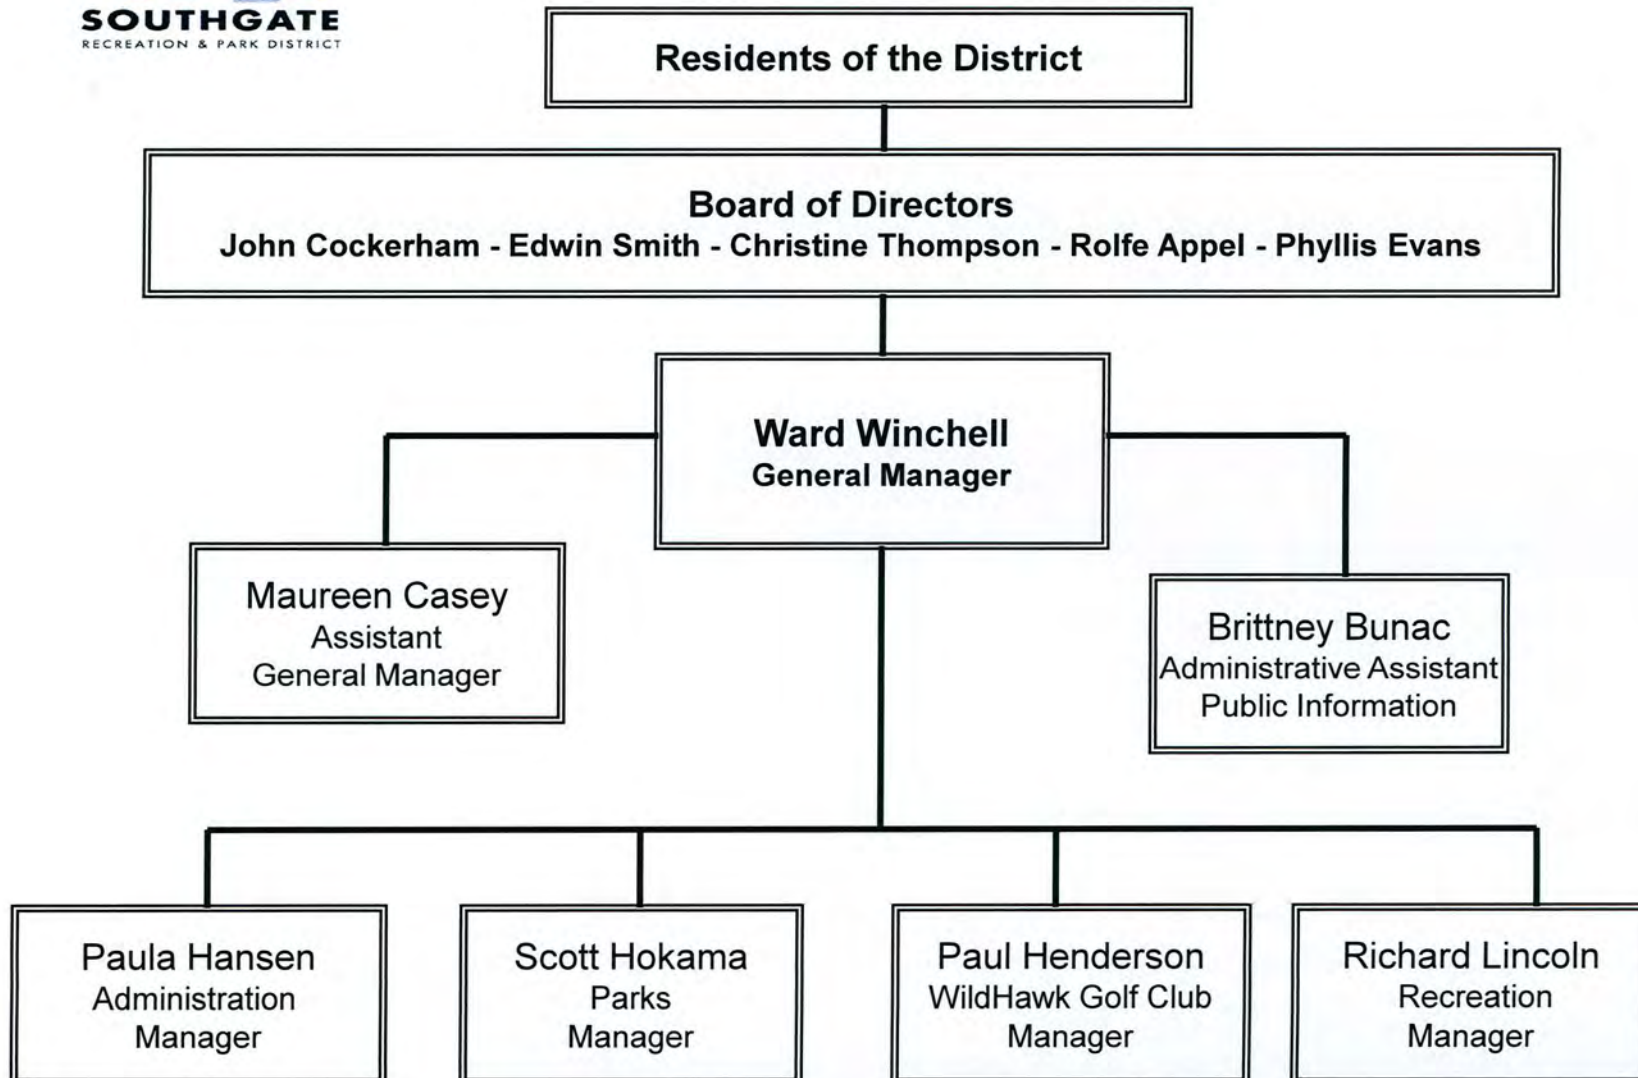 SOUTHGATE
RECREATION & PARK DISTRICT
Residents of the District
Board of Directors
John Cockerham - Edwin Smith - Christine Thompson - Rolfe Appel - Phyllis Evans
Ward Winchell
General Manager
Maureen Casey
Assistant
General Manager
Brittney Bunac
Administrative Assistant
Public Information
Paula Hansen
Administration
Manager
Scott Hokama
Parks
Manager
Paul Henderson
WildHawk Golf Club
Manager
Richard Lincoln
Recreation
Manager